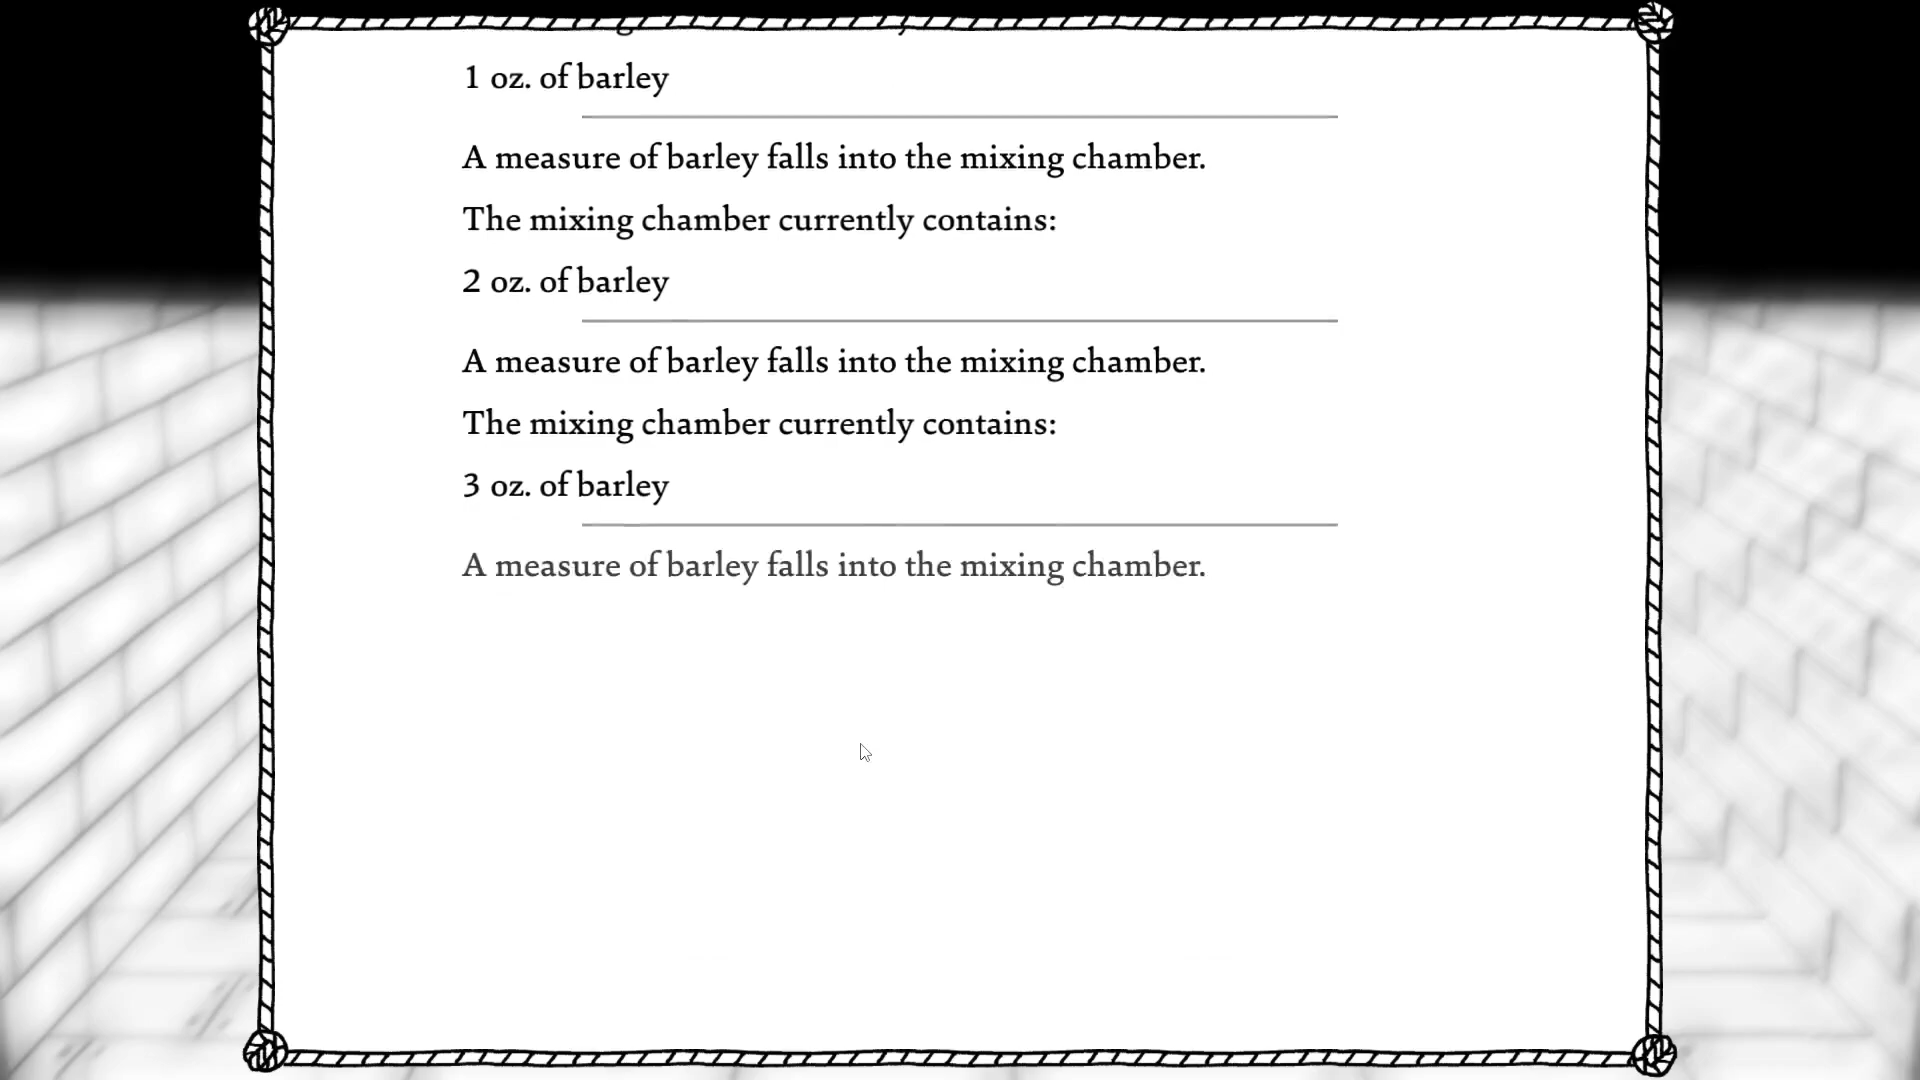 1 oz. of barley
A measure of barley falls into the mixing chamber.
The mixing chamber currently contains:
2 oz. of barley
A measure of barley falls into the mixing chamber.
The mixing chamber currently contains:
3 oz. of barley
A measure of barley falls into the mixing chamber.